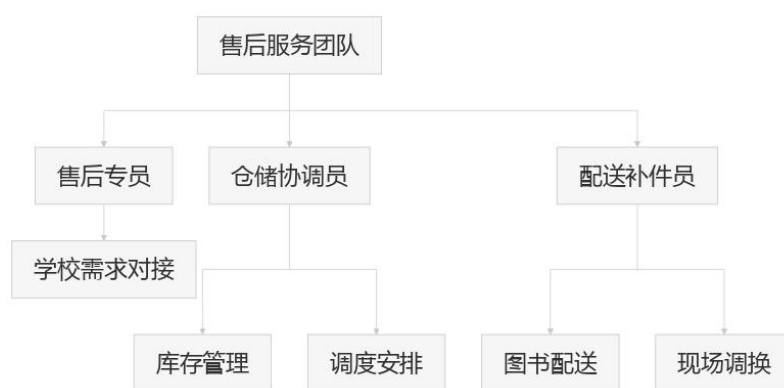 售后服务团队
售后专员
仓储协调员
配送补件员
学校需求对接
库存管理
调度安排
图书配送
现场调换